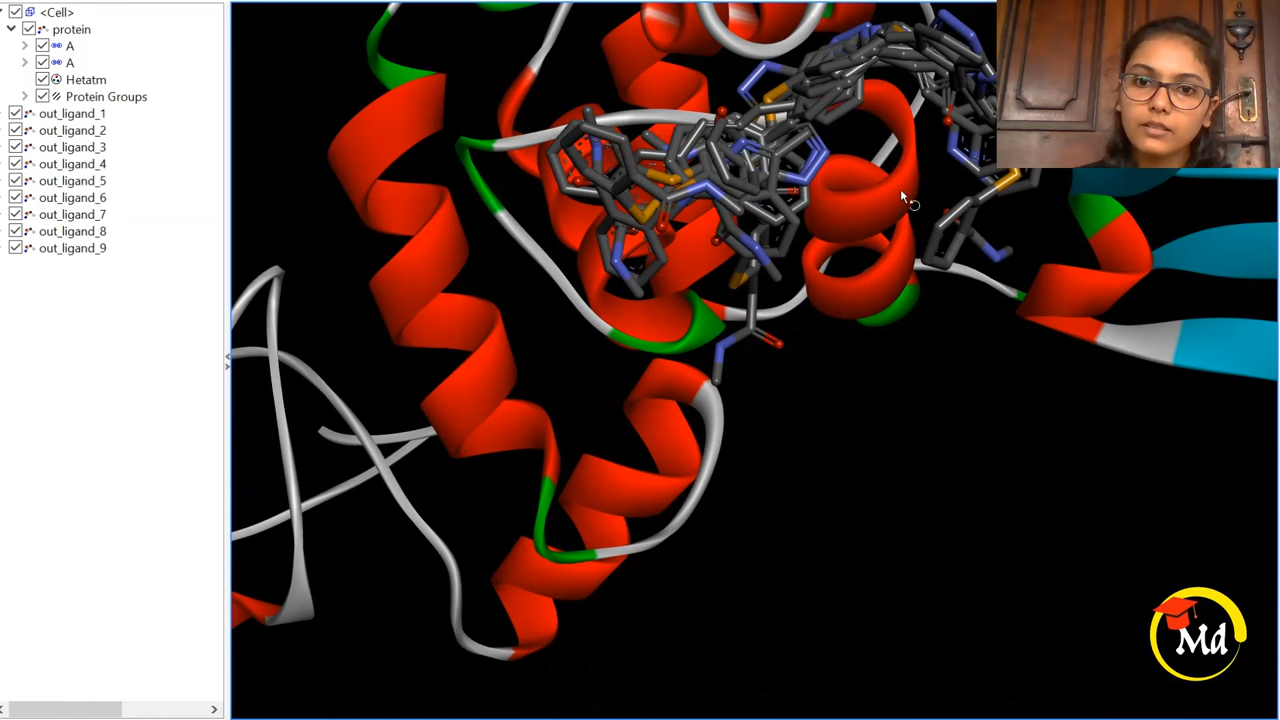 <Cell>
protein
A
A
Hetatm
Protein Groups
out_ligand_1
out_ligand_2
out_ligand_3
out_ligand_4
out_ligand_5
out_ligand_6
out_ligand_7
out_ligand_8
out_ligand_9
Md